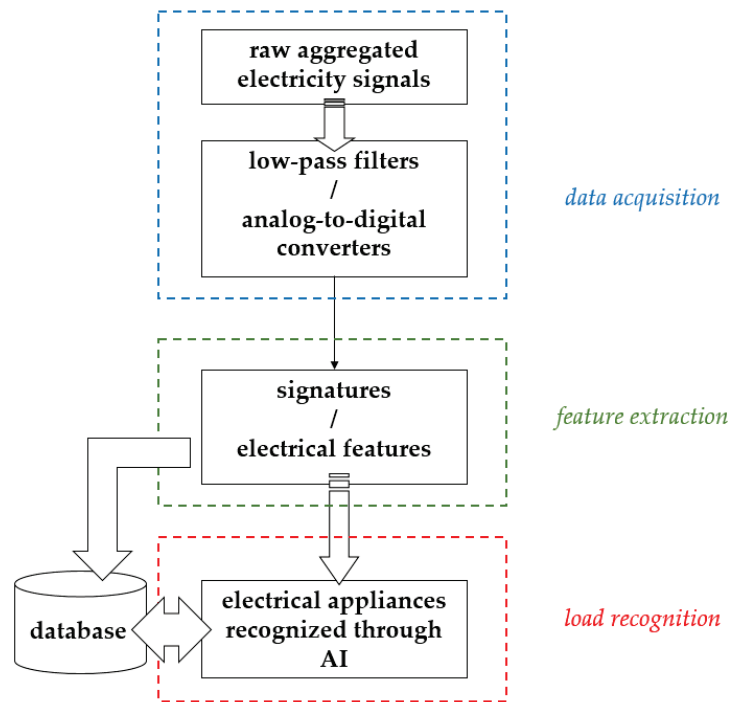 raw aggregated
electricity signals
low-pass filters
/
analog-to-digital
converters
data acquisition
signatures
/
electrical features
feature extraction
database
electrical appliances
recognized through
AI
load recognition